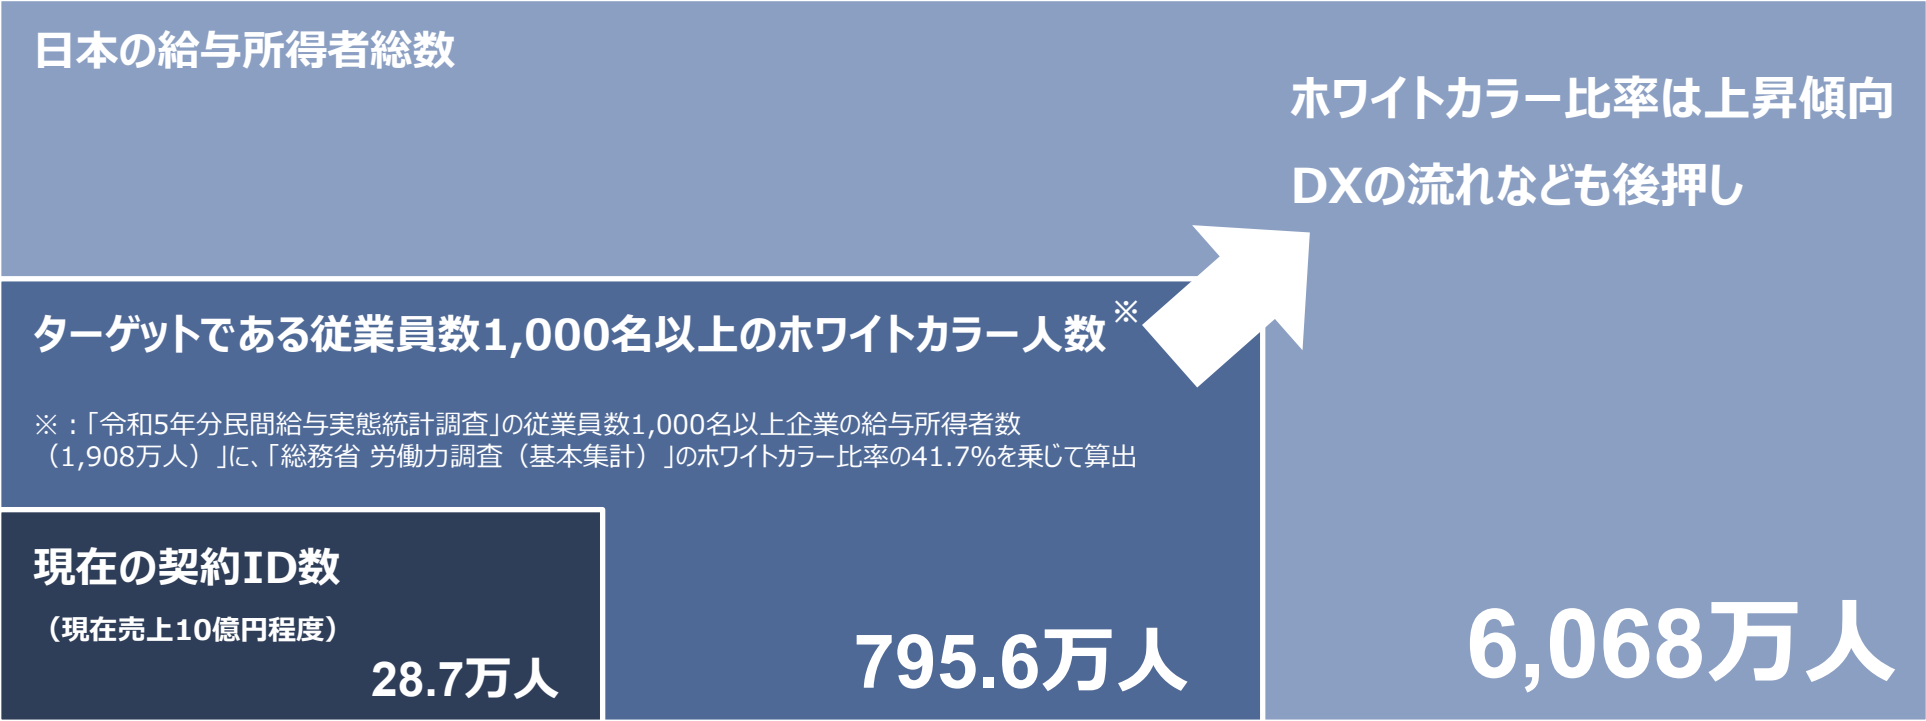 日本の給与所得者総数
ホワイトカラー比率は上昇傾向
DXの流れなども後押し
ターゲットである従業員数1,000名以上のホワイトカラー人数※
※：「令和5年分民間給与実態統計調査」の従業員数1,000名以上企業の給与所得者数
（1,908万人）」に、「総務省 労働力調査（基本集計）」のホワイトカラー比率の41.7%を乗じて算出
現在の契約ID数
（現在売上10億円程度）
28.7万人
795.6万人
6,068万人